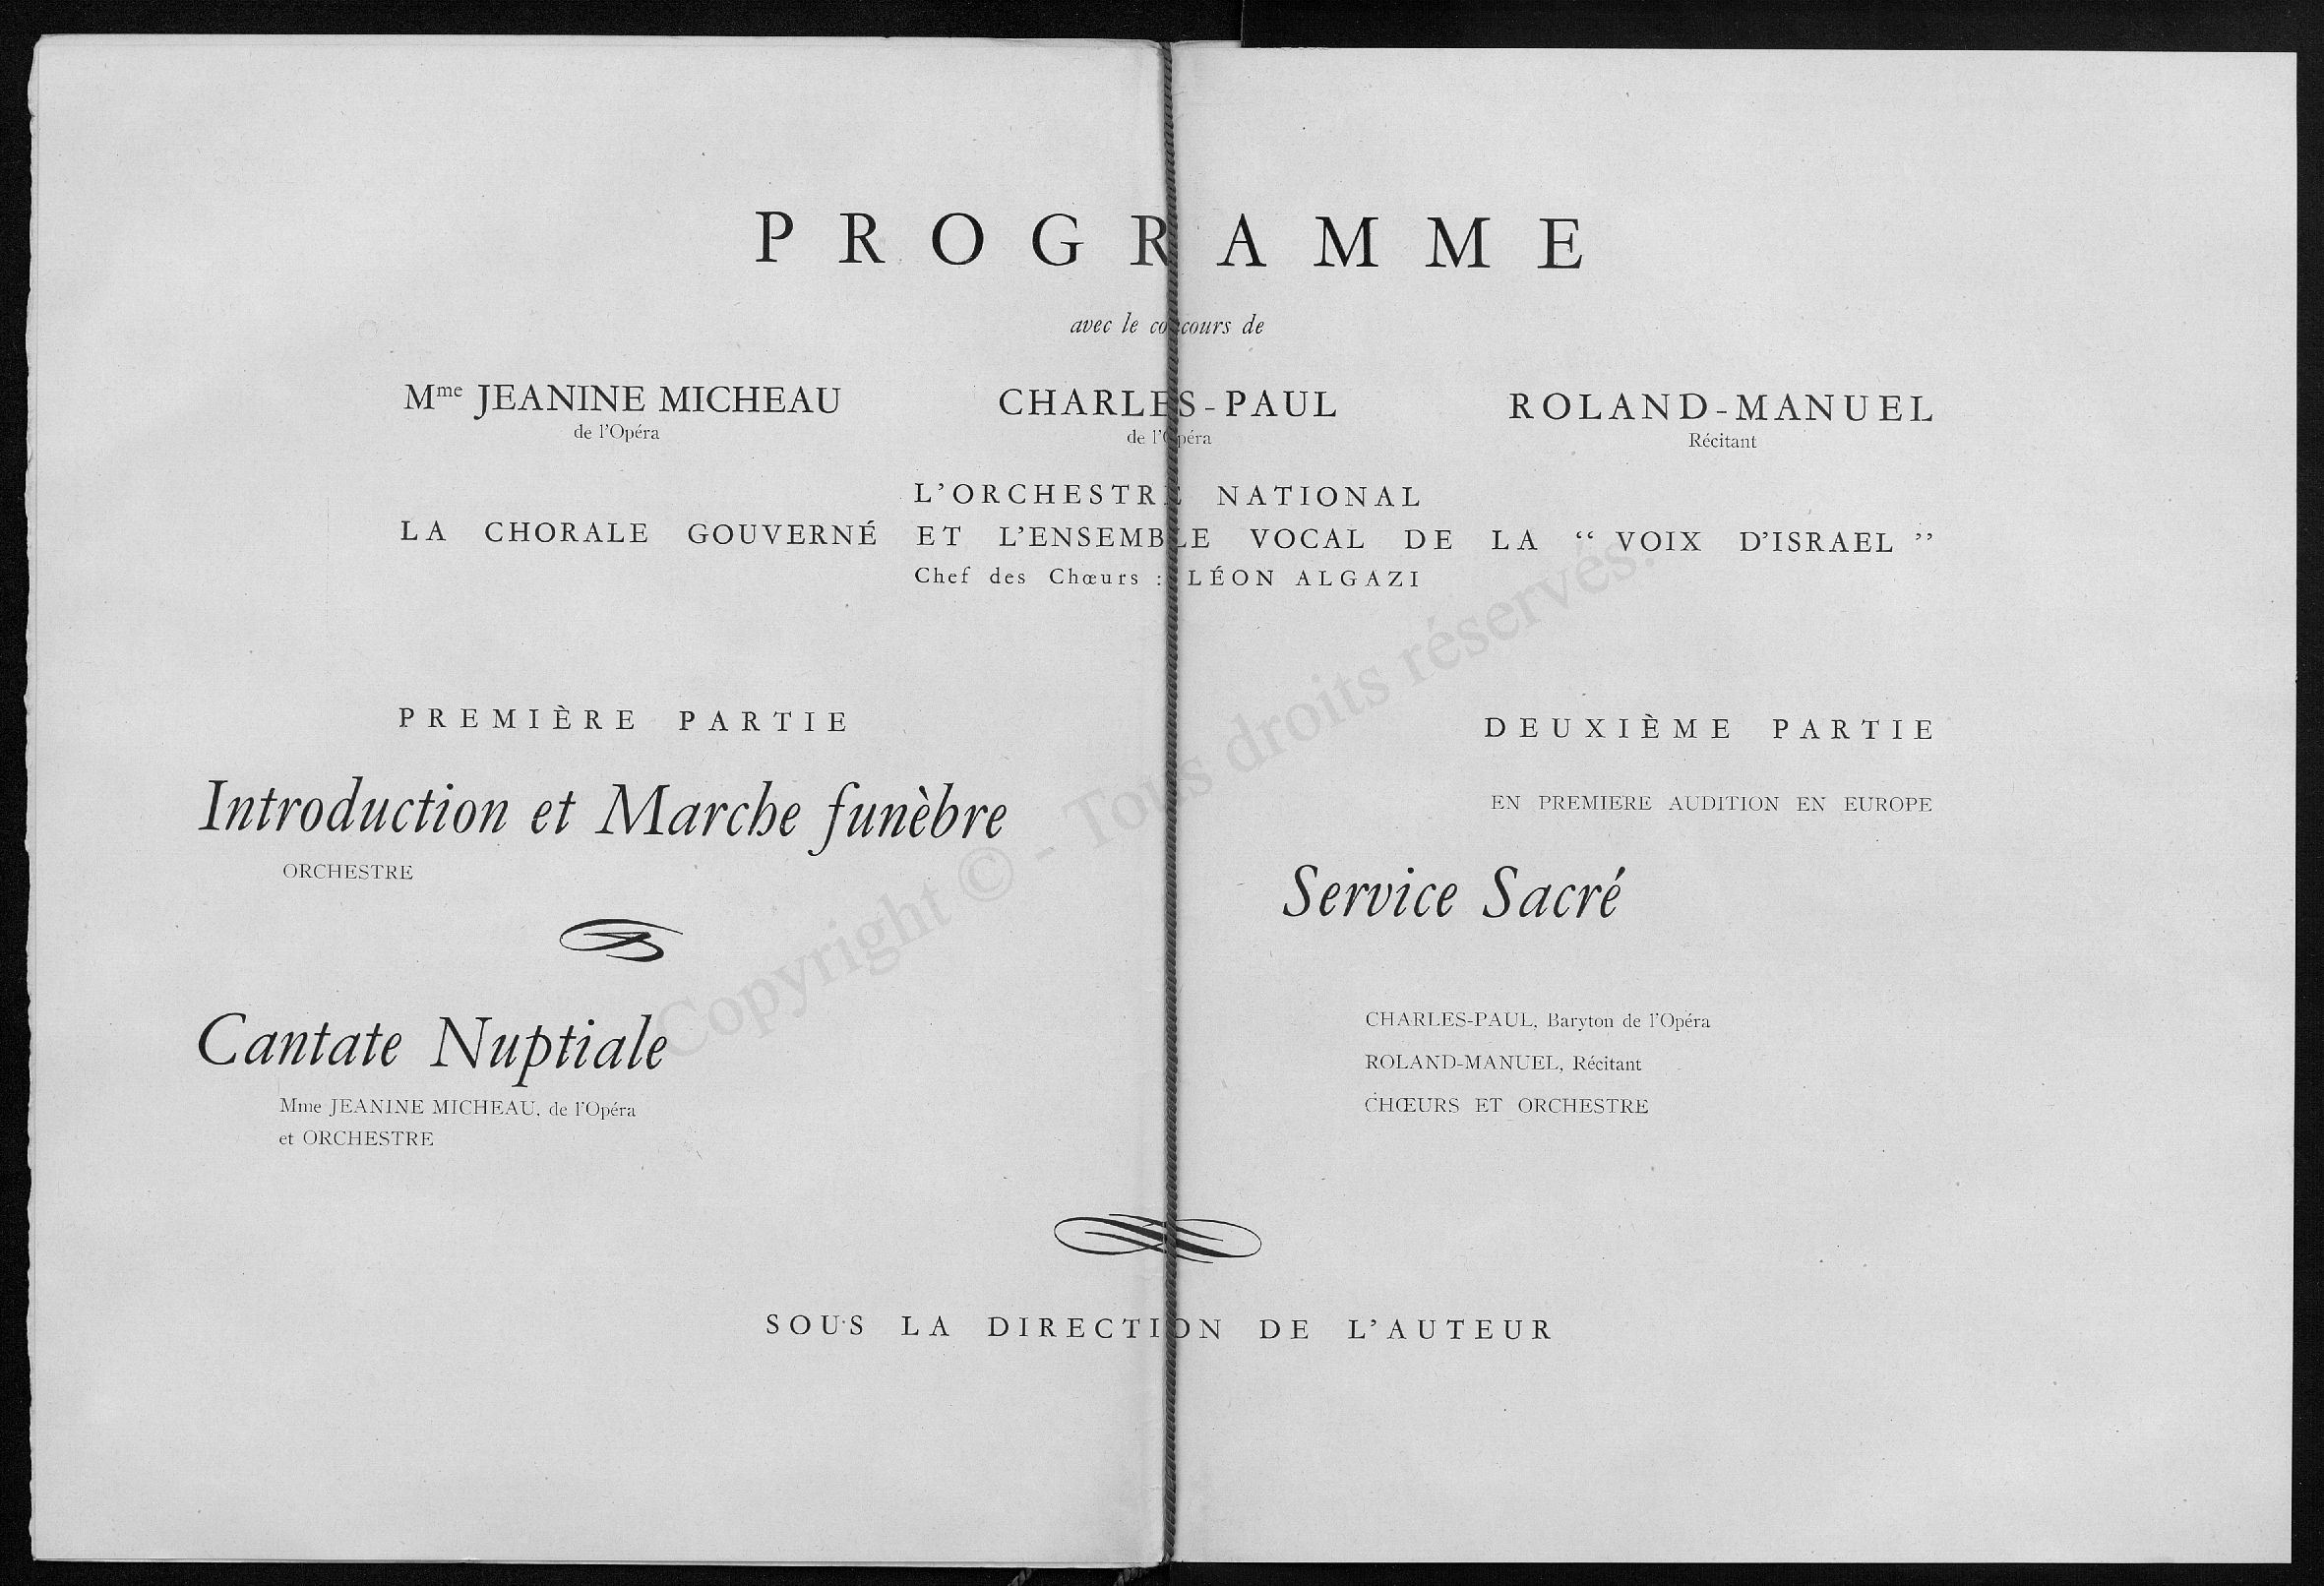 PROGRAMME
avec le concours de
Mme JEANINE MICHEAU
de l'Opéra
CHARLES-PAUL
de l'Opéra
ROLAND-MANUEL
Récitant
L'ORCHESTRE NATIONAL
LA CHORALE GOUVERNÉ ET L'ENSEMBLE VOCAL DE LA “ VOIX D'ISRAEL ”
Chef des Chœurs : LÉON ALGAZI
PREMIÈRE PARTIE
Introduction et Marche funèbre
ORCHESTRE
Cantate Nuptiale
Mme JEANINE MICHEAU, de l'Opéra
et ORCHESTRE
DEUXIÈME PARTIE
EN PREMIERE AUDITION EN EUROPE
Service Sacré
CHARLES-PAUL, Baryton de l'Opéra
ROLAND-MANUEL, Récitant
CHŒURS ET ORCHESTRE
SOUS LA DIRECTION DE L'AUTEUR
Copyright © - Tous droits réservés.